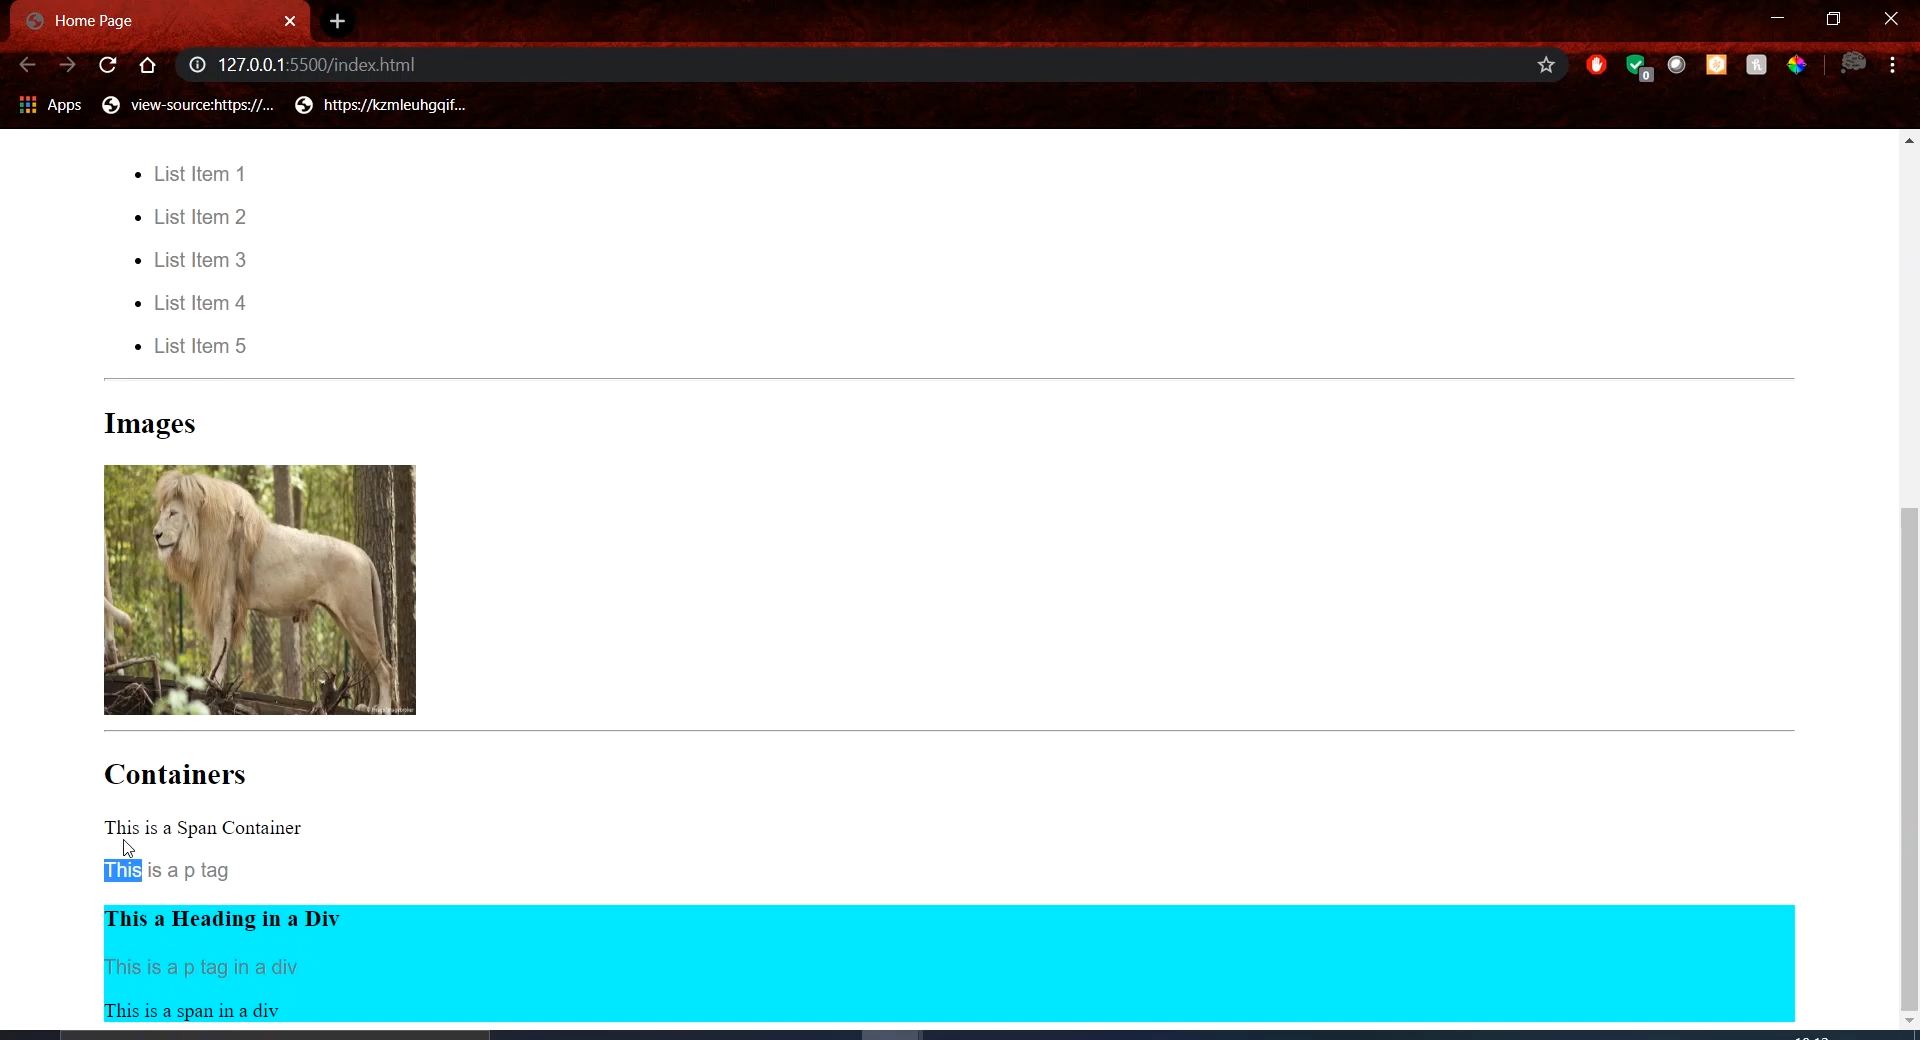 Home Page
127.0.0.1:5500/index.html
0
Apps
view-source:https://...
https://kzmleuhgqif...
List Item 1
List Item 2
List Item 3
List Item 4
List Item 5
Images
Containers
This is a Span Container
This is a p tag
This a Heading in a Div
This is a p tag in a div
This is a span in a div